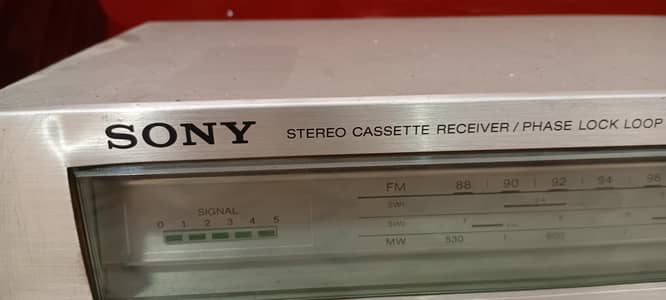 SONY STEREO CASSETTE RECEIVER / PHASE LOCK LOOP
SIGNAL
0 1 2 3 4 5
FM 88 90 92 94 96
SW1
SW2
MW 530 600